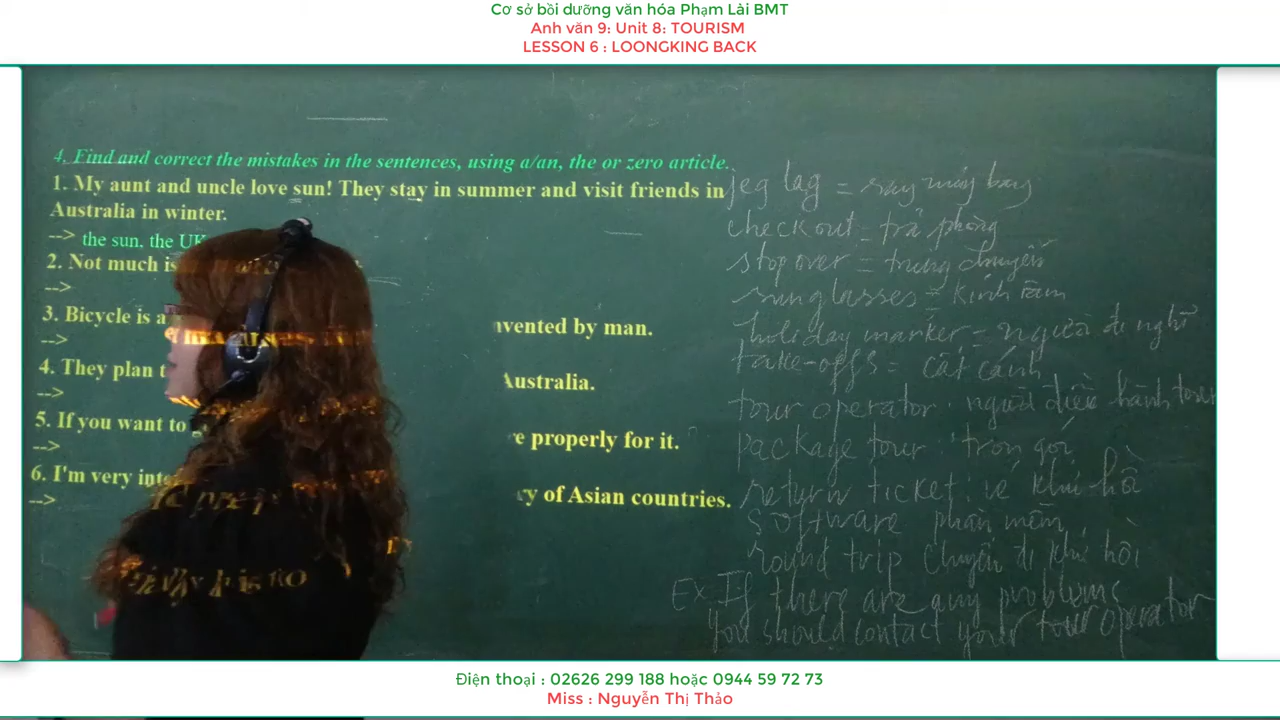 Cơ sở bồi dưỡng văn hóa Phạm Lài BMT
Anh văn 9: Unit 8: TOURISM
LESSON 6 : LOONGKING BACK
4. Find and correct the mistakes in the sentences, using a/an, the or zero article.
1. My aunt and uncle love sun! They stay in summer and visit friends in
Australia in winter.
--> the sun, the UK
2. Not much is
-->
3. Bicycle is a nvented by man.
-->
4. They plan t Australia.
-->
5. If you want to e properly for it.
-->
6. I'm very inte ry of Asian countries.
-->
jeg lag = say máy bay
checkout = trả phòng
stop over = trung chuyển
sunglasses = kính râm
holiday marker = người đi nghỉ
take-offs = cất cánh
tour operator : người điều hành tour
package tour : trọn gói
return ticket : vé khứ hồi
software phần mềm
round trip chuyến đi khứ hồi
Ex: If there are any problems
you should contact your tour operator
Điện thoại : 02626 299 188 hoặc 0944 59 72 73
Miss : Nguyễn Thị Thảo